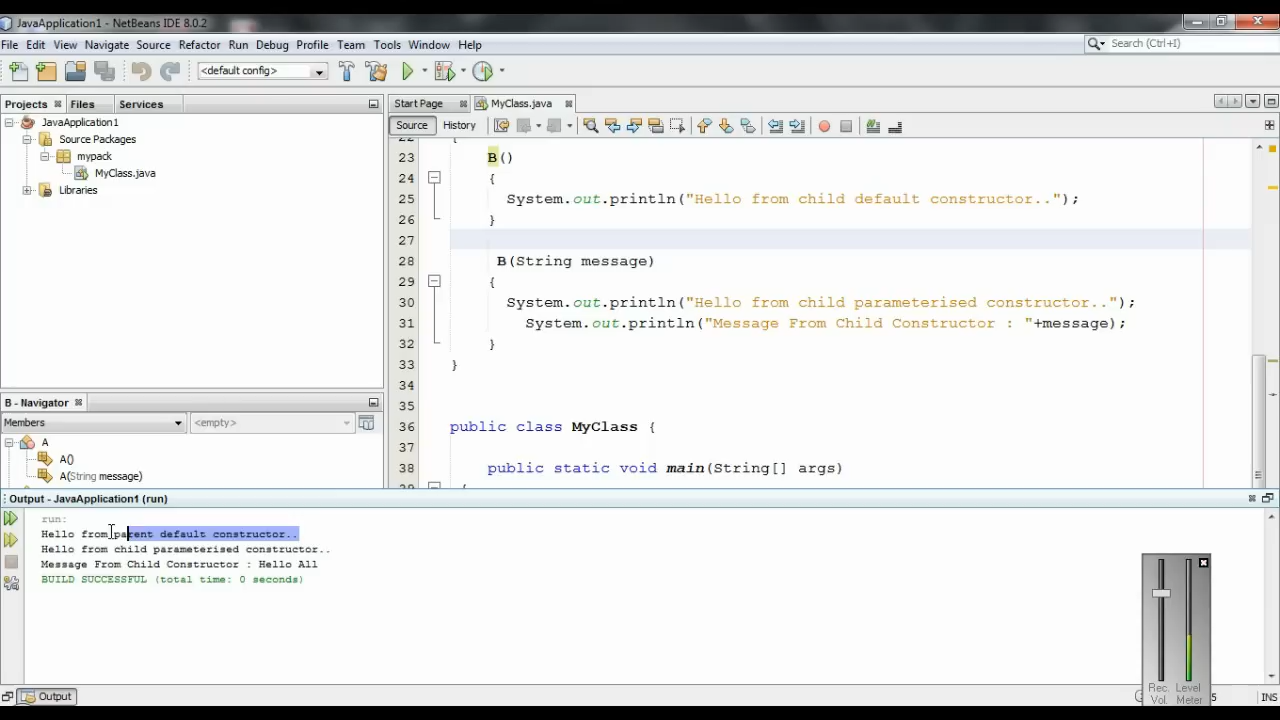 JavaApplication1 - NetBeans IDE 8.0.2
File Edit View Navigate Source Refactor Run Debug Profile Team Tools Window Help
Search (Ctrl+I)
<default config>
Projects Files Services
Start Page MyClass.java
JavaApplication1
Source History
Source Packages
mypack
MyClass.java
Libraries
22 {
23 B()
24 {
25 System.out.println("Hello from child default constructor..");
26 }
27
28 B(String message)
29 {
30 System.out.println("Hello from child parameterised constructor..");
31 System.out.println("Message From Child Constructor : "+message);
32 }
33 }
34
35
36 public class MyClass {
37
38 public static void main(String[] args)
39 {
B - Navigator
Members <empty>
A
A()
A(String message)
Output - JavaApplication1 (run)
run:
Hello from parent default constructor..
Hello from child parameterised constructor..
Message From Child Constructor : Hello All
BUILD SUCCESSFUL (total time: 0 seconds)
Rec. Level
Vol. Meter
Output
5 INS